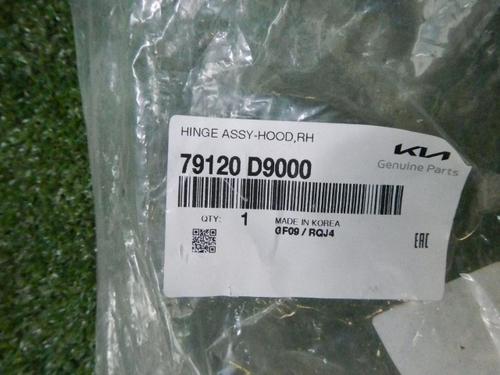 HINGE ASSY-HOOD,RH
KIA
79120 D9000
Genuine Parts
QTY: 1
MADE IN KOREA
GF09 / RQJ4
EAC